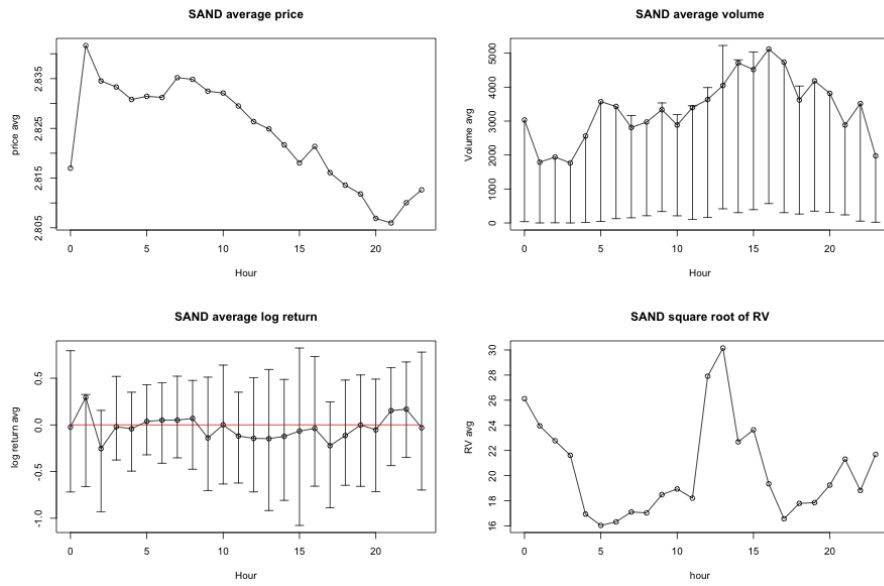 SAND average price
price avg
2.805 2.815 2.825 2.835
0 5 10 15 20
Hour
SAND average volume
Volume avg
0 1000 2000 3000 4000 5000
0 5 10 15 20
Hour
SAND average log return
log return avg
-1.0 -0.5 0.0 0.5
0 5 10 15 20
Hour
SAND square root of RV
RV avg
16 18 20 22 24 26 28 30
0 5 10 15 20
hour